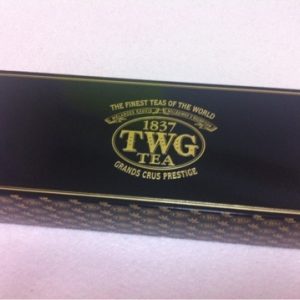 THE FINEST TEAS OF THE WORLD
1837
TWG
TEA
GRANDS CRUS PRESTIGE